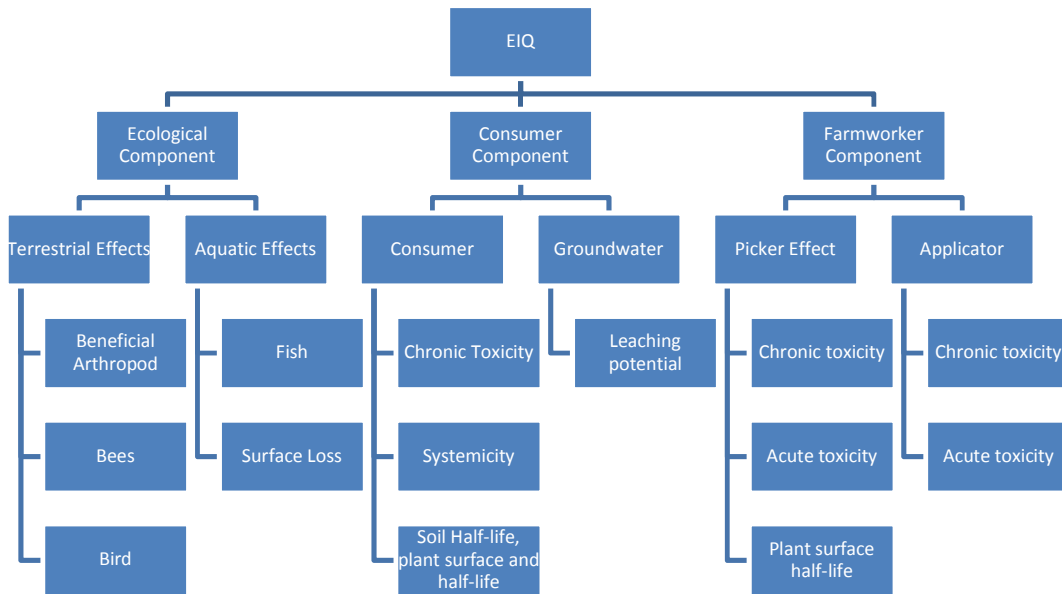 EIQ
Ecological
Component
Consumer
Component
Farmworker
Component
Terrestrial Effects
Aquatic Effects
Consumer
Groundwater
Picker Effect
Applicator
Beneficial
Arthropod
Fish
Chronic Toxicity
Leaching
potential
Chronic toxicity
Chronic toxicity
Bees
Surface Loss
Systemicity
Acute toxicity
Acute toxicity
Bird
Soil Half-life,
plant surface and
half-life
Plant surface
half-life